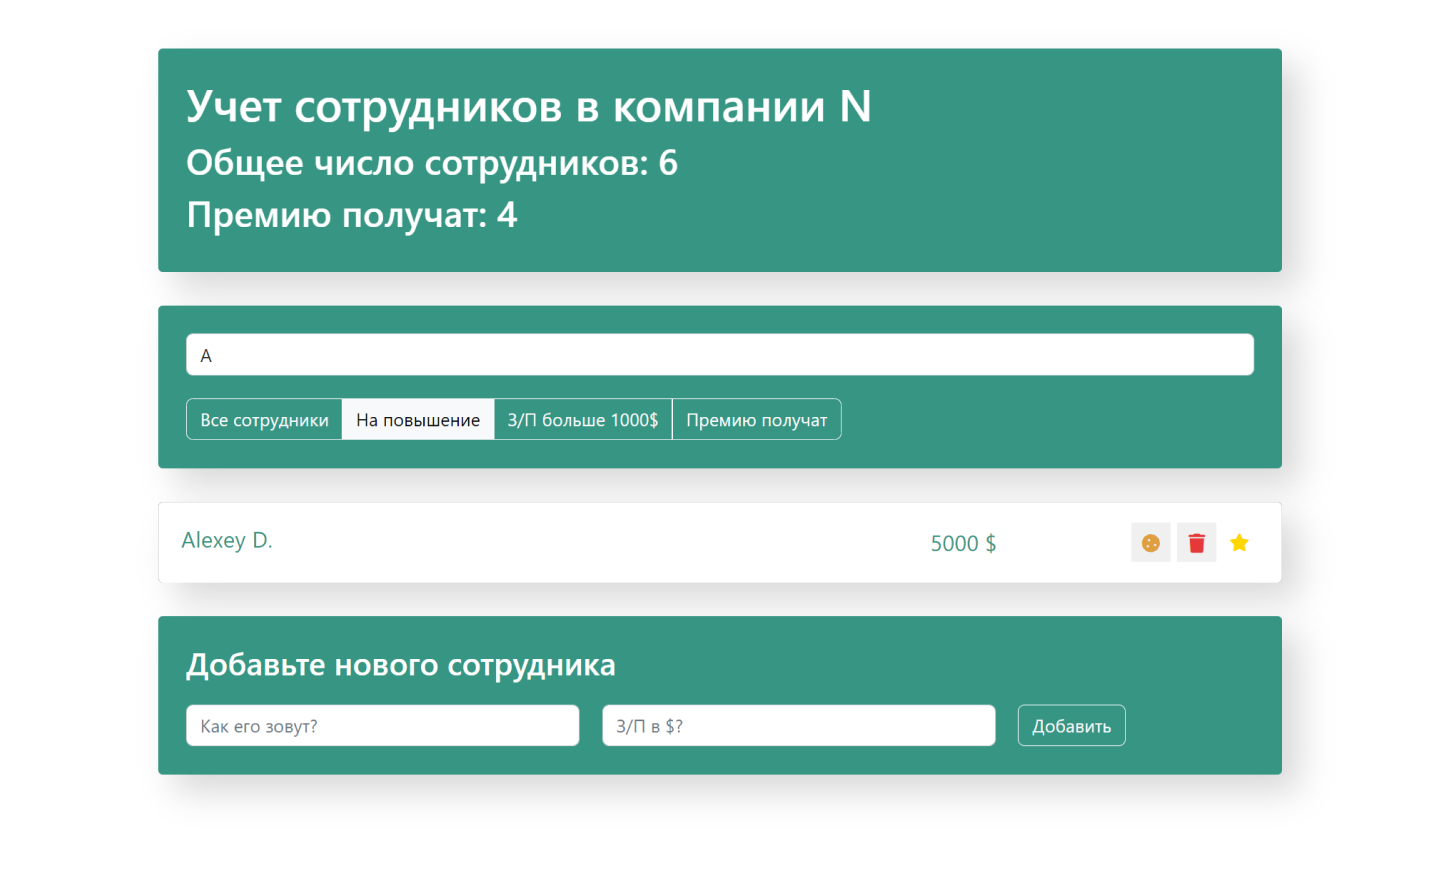 Учет сотрудников в компании N
Общее число сотрудников: 6
Премию получат: 4
A
Все сотрудники На повышение З/П больше 1000$ Премию получат
Alexey D. 5000 $
Добавьте нового сотрудника
Как его зовут? З/П в $? Добавить